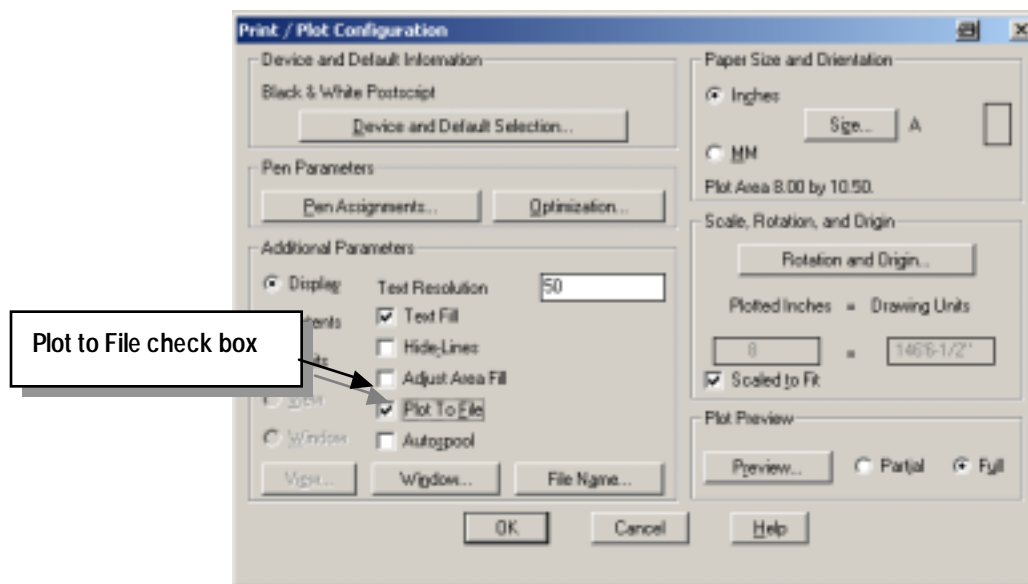 Print / Plot Configuration
Device and Default Information
Black & White Postscript
Device and Default Selection...
Pen Parameters
Pen Assignments...
Optimization...
Additional Parameters
Display
Text Resolution
50
Text Fill
Hide-Lines
Adjust Area Fill
View
Plot To File
Window
Autospool
View...
Window...
File Name...
Plot to File check box
Paper Size and Orientation
Inches
Size...
A
MM
Plot Area 8.00 by 10.50.
Scale, Rotation, and Origin
Rotation and Origin...
Plotted Inches = Drawing Units
8 = 146'6-1/2"
Scaled to Fit
Plot Preview
Preview...
Partial
Full
OK
Cancel
Help